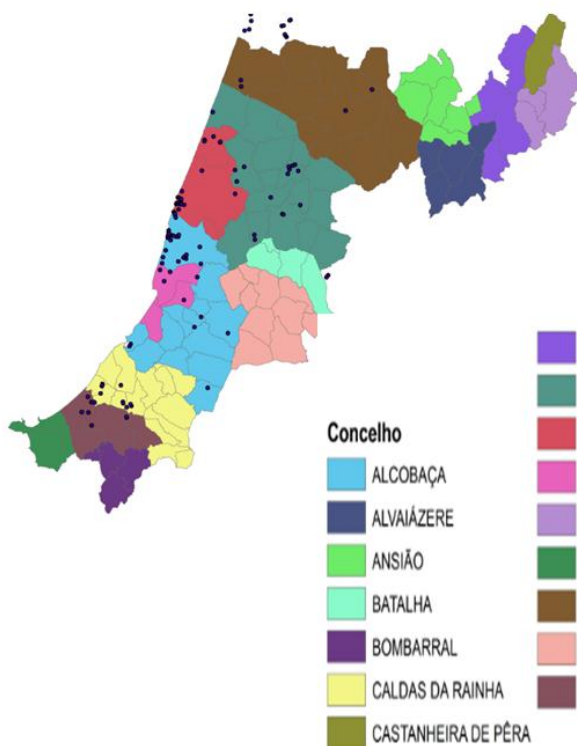 Concelho
ALCOBAÇA
ALVAIÁZERE
ANSIÃO
BATALHA
BOMBARRAL
CALDAS DA RAINHA
CASTANHEIRA DE PÊRA